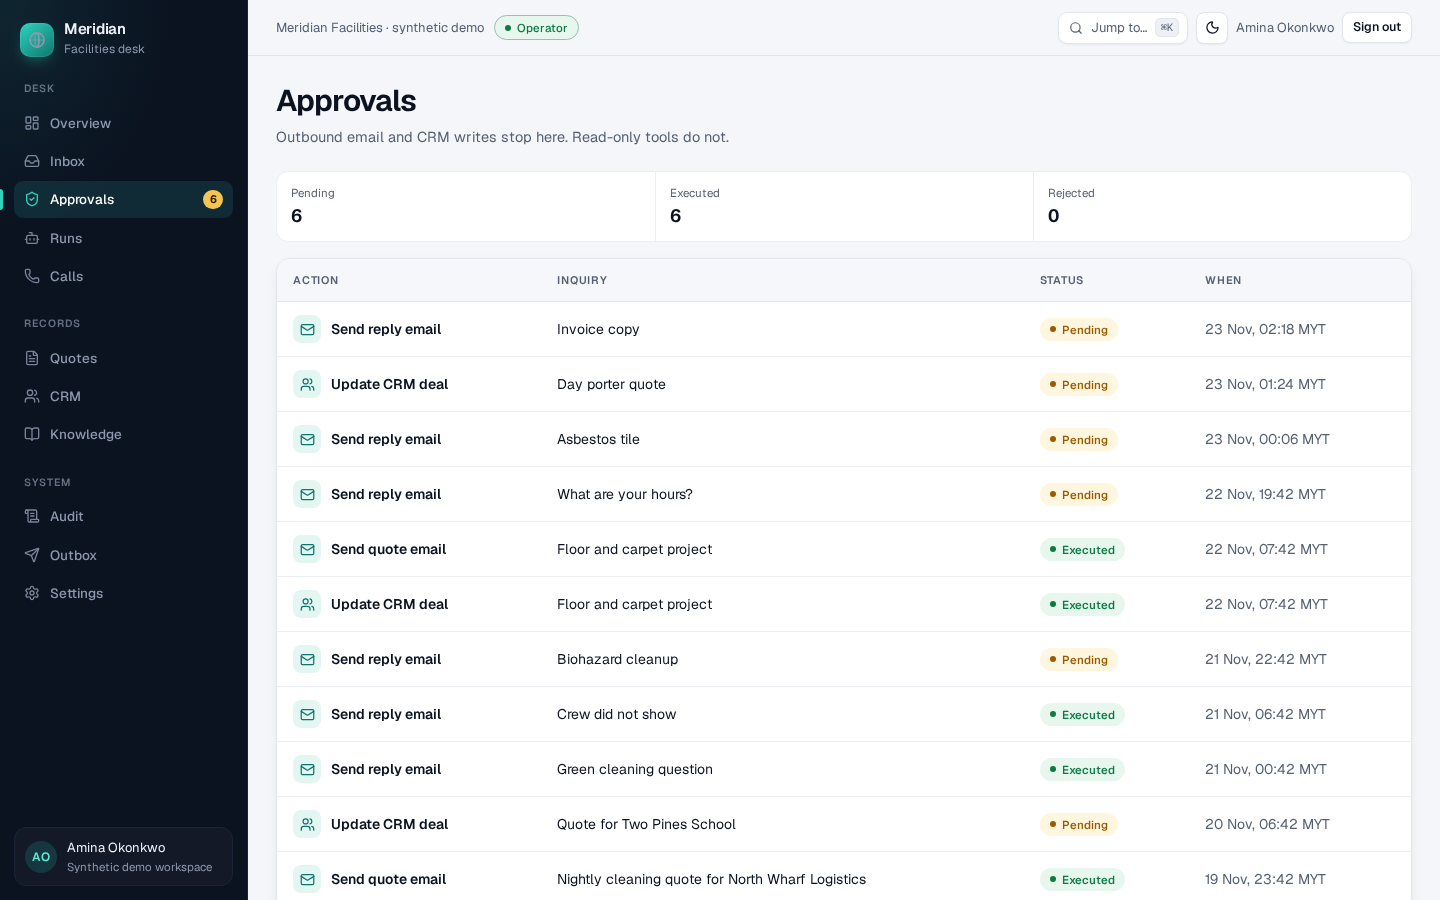 Meridian
Facilities desk
DESK
Overview
Inbox
Approvals 6
Runs
Calls
RECORDS
Quotes
CRM
Knowledge
SYSTEM
Audit
Outbox
Settings
AO
Amina Okonkwo
Synthetic demo workspace
Meridian Facilities · synthetic demo Operator Jump to... ⌘K Amina Okonkwo Sign out
Approvals
Outbound email and CRM writes stop here. Read-only tools do not.
Pending Executed Rejected
6 6 0
ACTION INQUIRY STATUS WHEN
Send reply email Invoice copy Pending 23 Nov, 02:18 MYT
Update CRM deal Day porter quote Pending 23 Nov, 01:24 MYT
Send reply email Asbestos tile Pending 23 Nov, 00:06 MYT
Send reply email What are your hours? Pending 22 Nov, 19:42 MYT
Send quote email Floor and carpet project Executed 22 Nov, 07:42 MYT
Update CRM deal Floor and carpet project Executed 22 Nov, 07:42 MYT
Send reply email Biohazard cleanup Pending 21 Nov, 22:42 MYT
Send reply email Crew did not show Executed 21 Nov, 06:42 MYT
Send reply email Green cleaning question Executed 21 Nov, 00:42 MYT
Update CRM deal Quote for Two Pines School Pending 20 Nov, 06:42 MYT
Send quote email Nightly cleaning quote for North Wharf Logistics Executed 19 Nov, 23:42 MYT